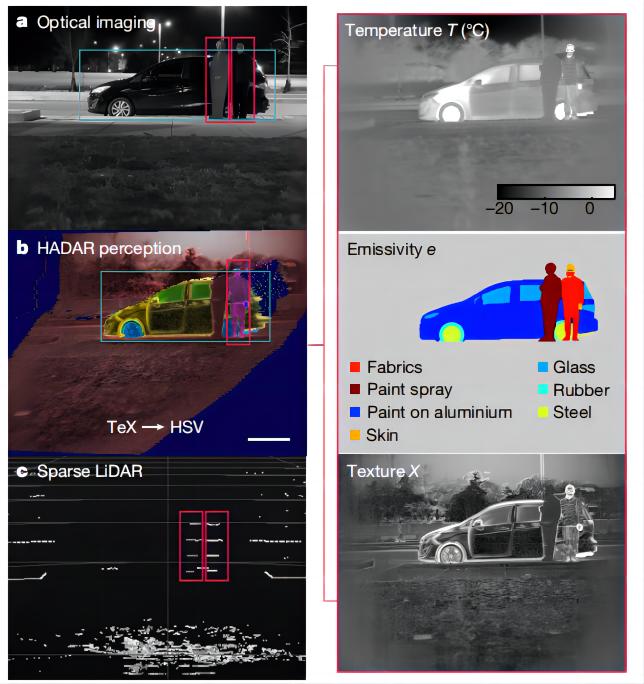 a Optical imaging
Temperature T (°C)
−20 −10 0
b HADAR perception
TeX → HSV
Emissivity e
Fabrics
Paint spray
Paint on aluminium
Skin
Glass
Rubber
Steel
c Sparse LiDAR
Texture X